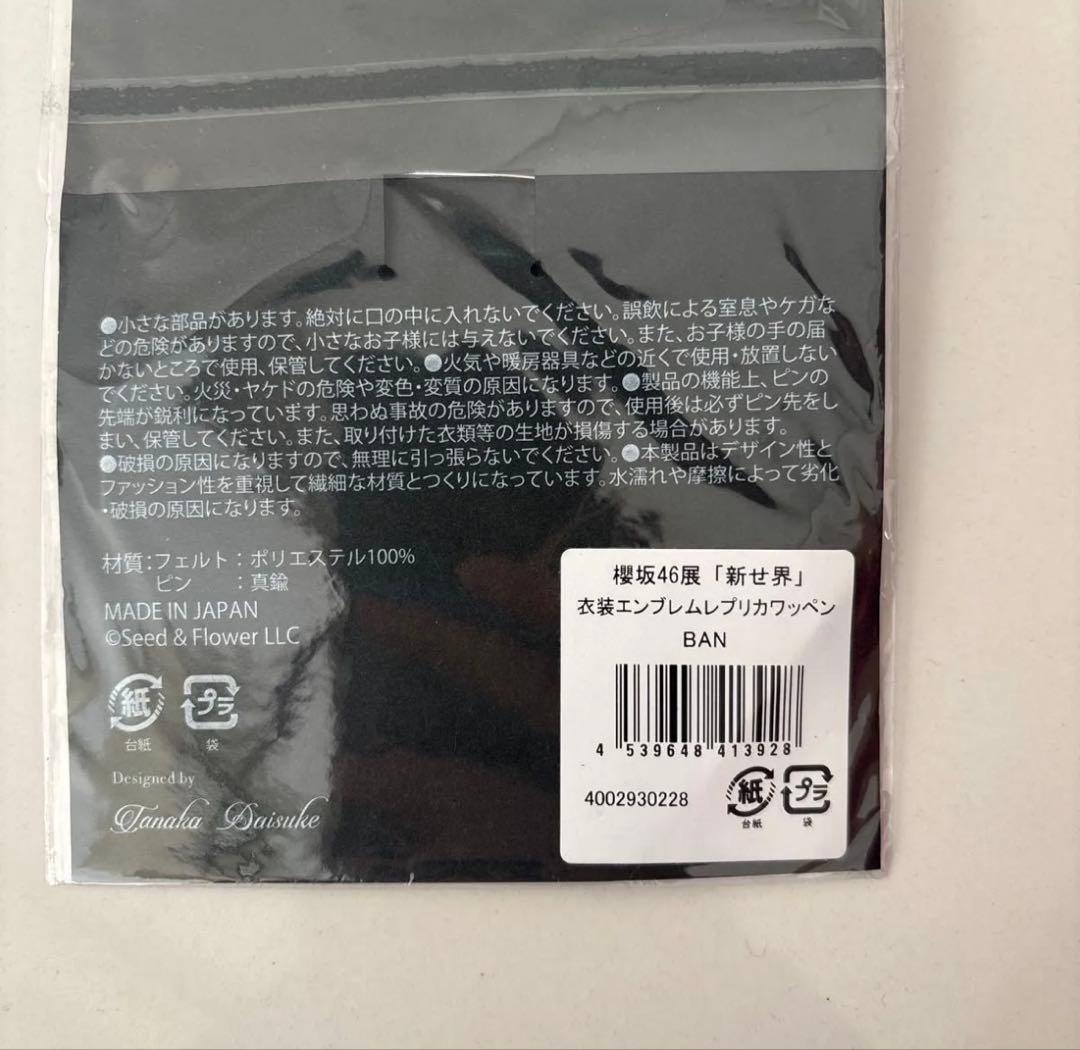 ●小さな部品があります。絶対に口の中に入れないでください。誤飲による窒息やケガな
どの危険がありますので、小さなお子様には与えないでください。また、お子様の手の届
かないところで使用、保管してください。●火気や暖房器具などの近くで使用・放置しない
でください。火災・ヤケドの危険や変色・変質の原因になります。●製品の機能上、ピンの
先端が鋭利になっています。思わぬ事故の危険がありますので、使用後は必ずピン先をし
まい、保管してください。また、取り付けた衣類等の生地が損傷する場合があります。
●破損の原因になりますので、無理に引っ張らないでください。●本製品はデザイン性と
ファッション性を重視して繊細な材質とつくりになっています。水濡れや摩擦によって劣化
・破損の原因になります。
材質：フェルト：ポリエステル100%
ピン　：真鍮
MADE IN JAPAN
©Seed & Flower LLC
紙 プラ
台紙 袋
Designed by
Tanaka Daisuke
櫻坂46展「新せ界」
衣装エンブレムレプリカワッペン
BAN
4 539648 413928
4002930228
紙 プラ
台紙 袋